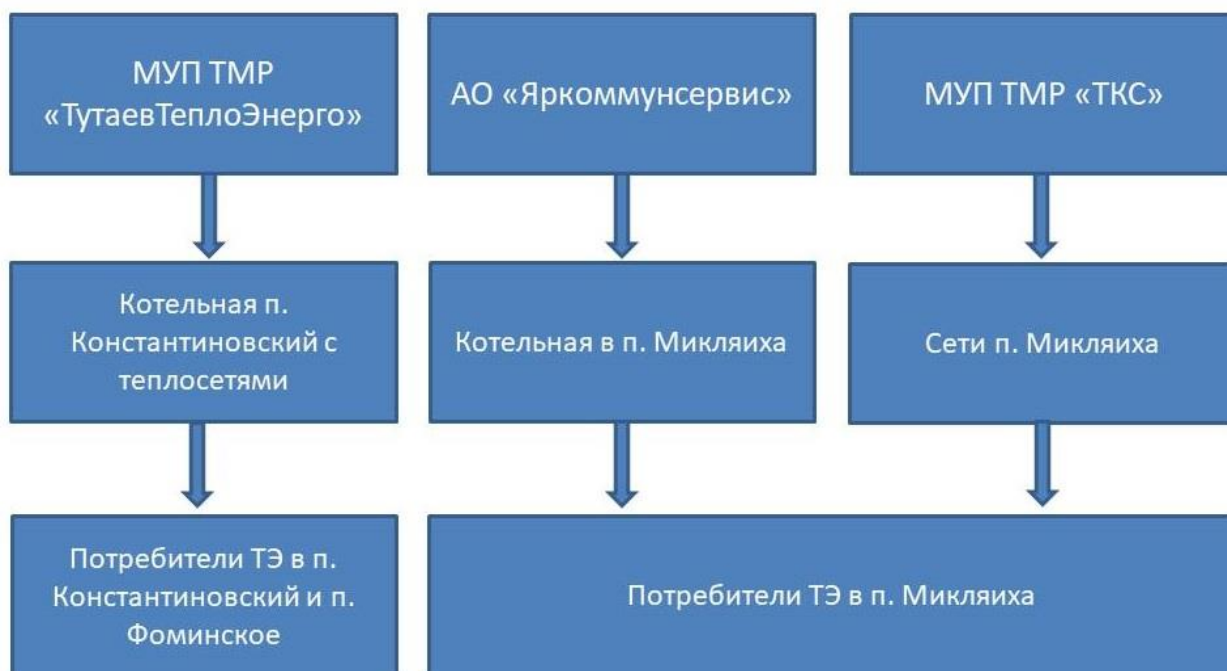 МУП ТМР
«ТутаевТеплоЭнерго»
АО «Яркоммунсервис»
МУП ТМР «ТКС»
Котельная п.
Константиновский с
теплосетями
Котельная в п. Микляиха
Сети п. Микляиха
Потребители ТЭ в п.
Константиновский и п.
Фоминское
Потребители ТЭ в п. Микляиха